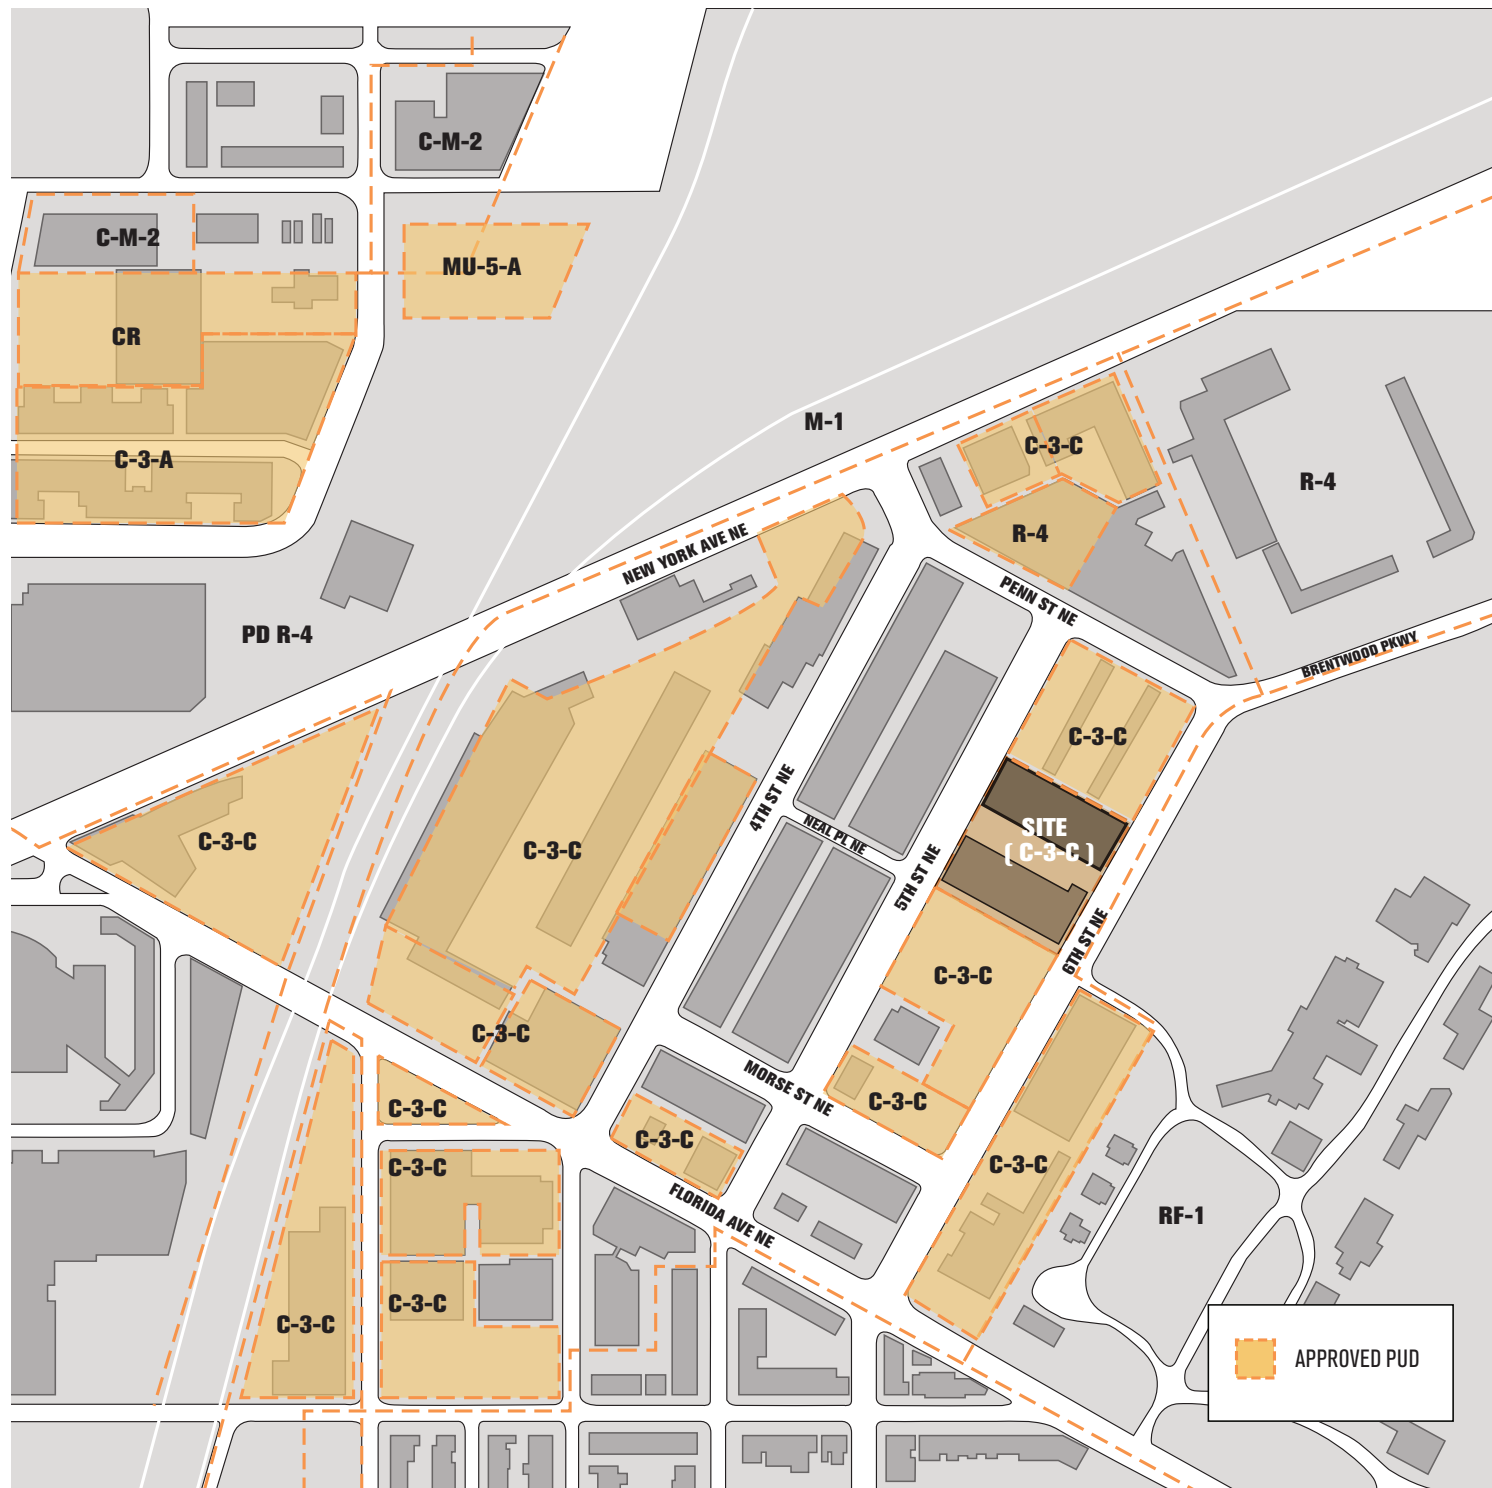 C-M-2
C-M-2
MU-5-A
CR
M-1
C-3-C
C-3-A
R-4
R-4
NEW YORK AVE NE
PENN ST NE
PD R-4
BRENTWOOD PKWY
C-3-C
4TH ST NE
NEAL PL NE
SITE
( C-3-C )
C-3-C
C-3-C
5TH ST NE
6TH ST NE
C-3-C
C-3-C
MORSE ST NE
C-3-C
C-3-C
C-3-C
C-3-C
C-3-C
FLORIDA AVE NE
RF-1
C-3-C
C-3-C
APPROVED PUD